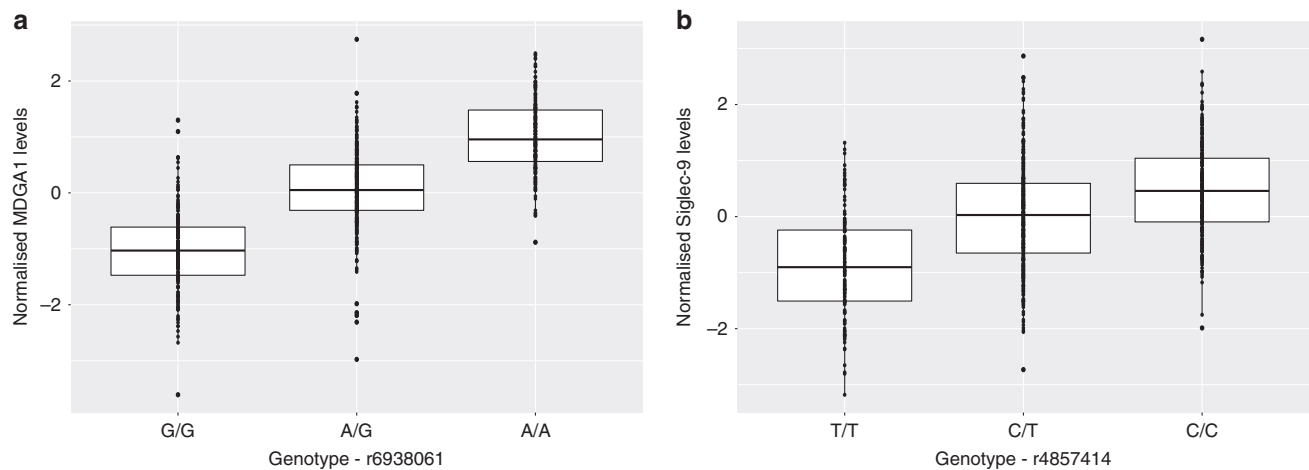 a
Normalised MDGA1 levels
2
0
–2
G/G
A/G
A/A
Genotype - r6938061
b
Normalised Siglec-9 levels
2
0
–2
T/T
C/T
C/C
Genotype - r4857414